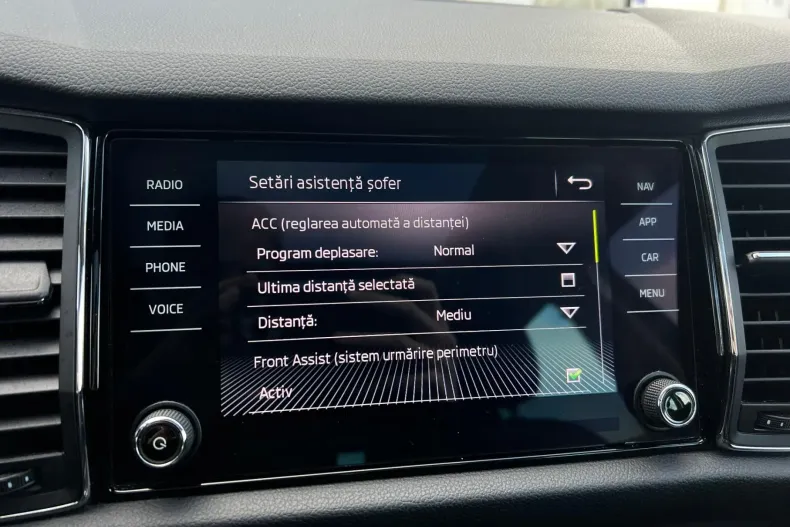 RADIO
MEDIA
PHONE
VOICE
Setări asistență șofer
ACC (reglarea automată a distanței)
Program deplasare: Normal
Ultima distanță selectată
Distanță: Mediu
Front Assist (sistem urmărire perimetru)
Activ
NAV
APP
CAR
MENU